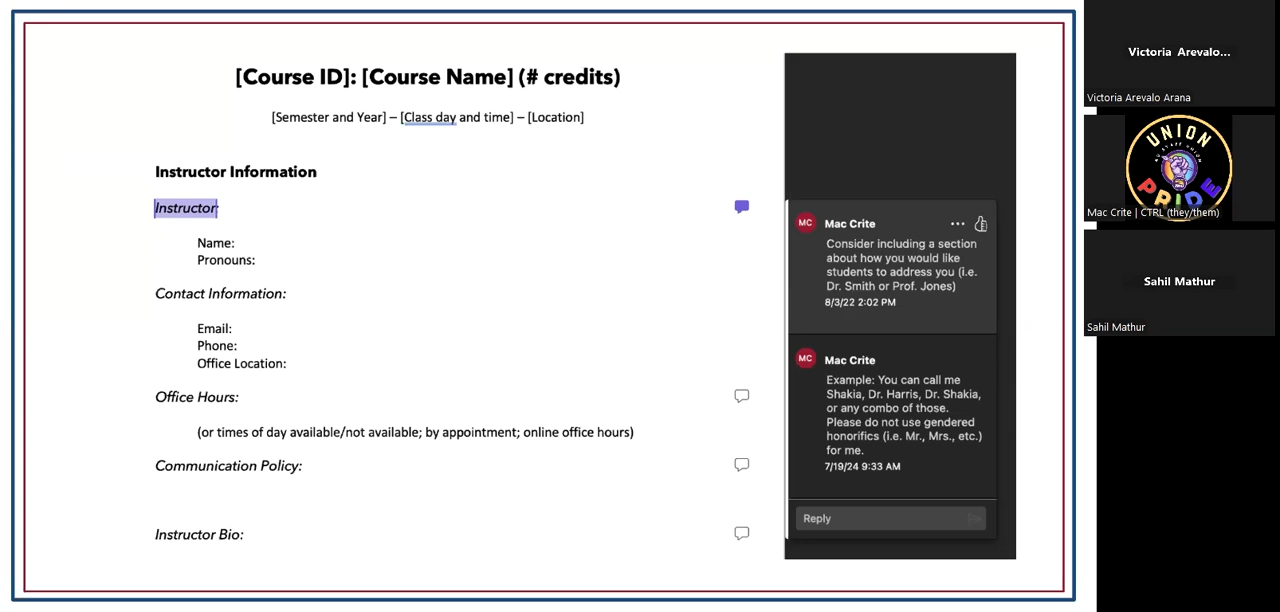 [Course ID]: [Course Name] (# credits)
[Semester and Year] – [Class day and time] – [Location]
Instructor Information
Instructor:
Name:
Pronouns:
Contact Information:
Email:
Phone:
Office Location:
Office Hours:
(or times of day available/not available; by appointment; online office hours)
Communication Policy:
Instructor Bio:
MC Mac Crite
Consider including a section
about how you would like
students to address you (i.e.
Dr. Smith or Prof. Jones)
8/3/22 2:02 PM
MC Mac Crite
Example: You can call me
Shakia, Dr. Harris, Dr. Shakia,
or any combo of those.
Please do not use gendered
honorifics (i.e. Mr., Mrs., etc.)
for me.
7/19/24 9:33 AM
Reply
Victoria Arevalo...
Victoria Arevalo Arana
UNION
AU STAFF UNION
PRIDE
Mac Crite | CTRL (they/them)
Sahil Mathur
Sahil Mathur